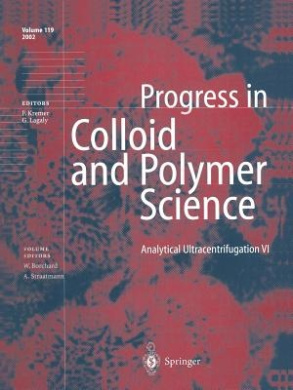 Volume 119
2002
EDITORS
F. Kremer
G. Lagaly
Progress in
Colloid
and Polymer
Science
Analytical Ultracentrifugation VI
VOLUME
EDITORS
W. Borchard
A. Straatmann
Springer